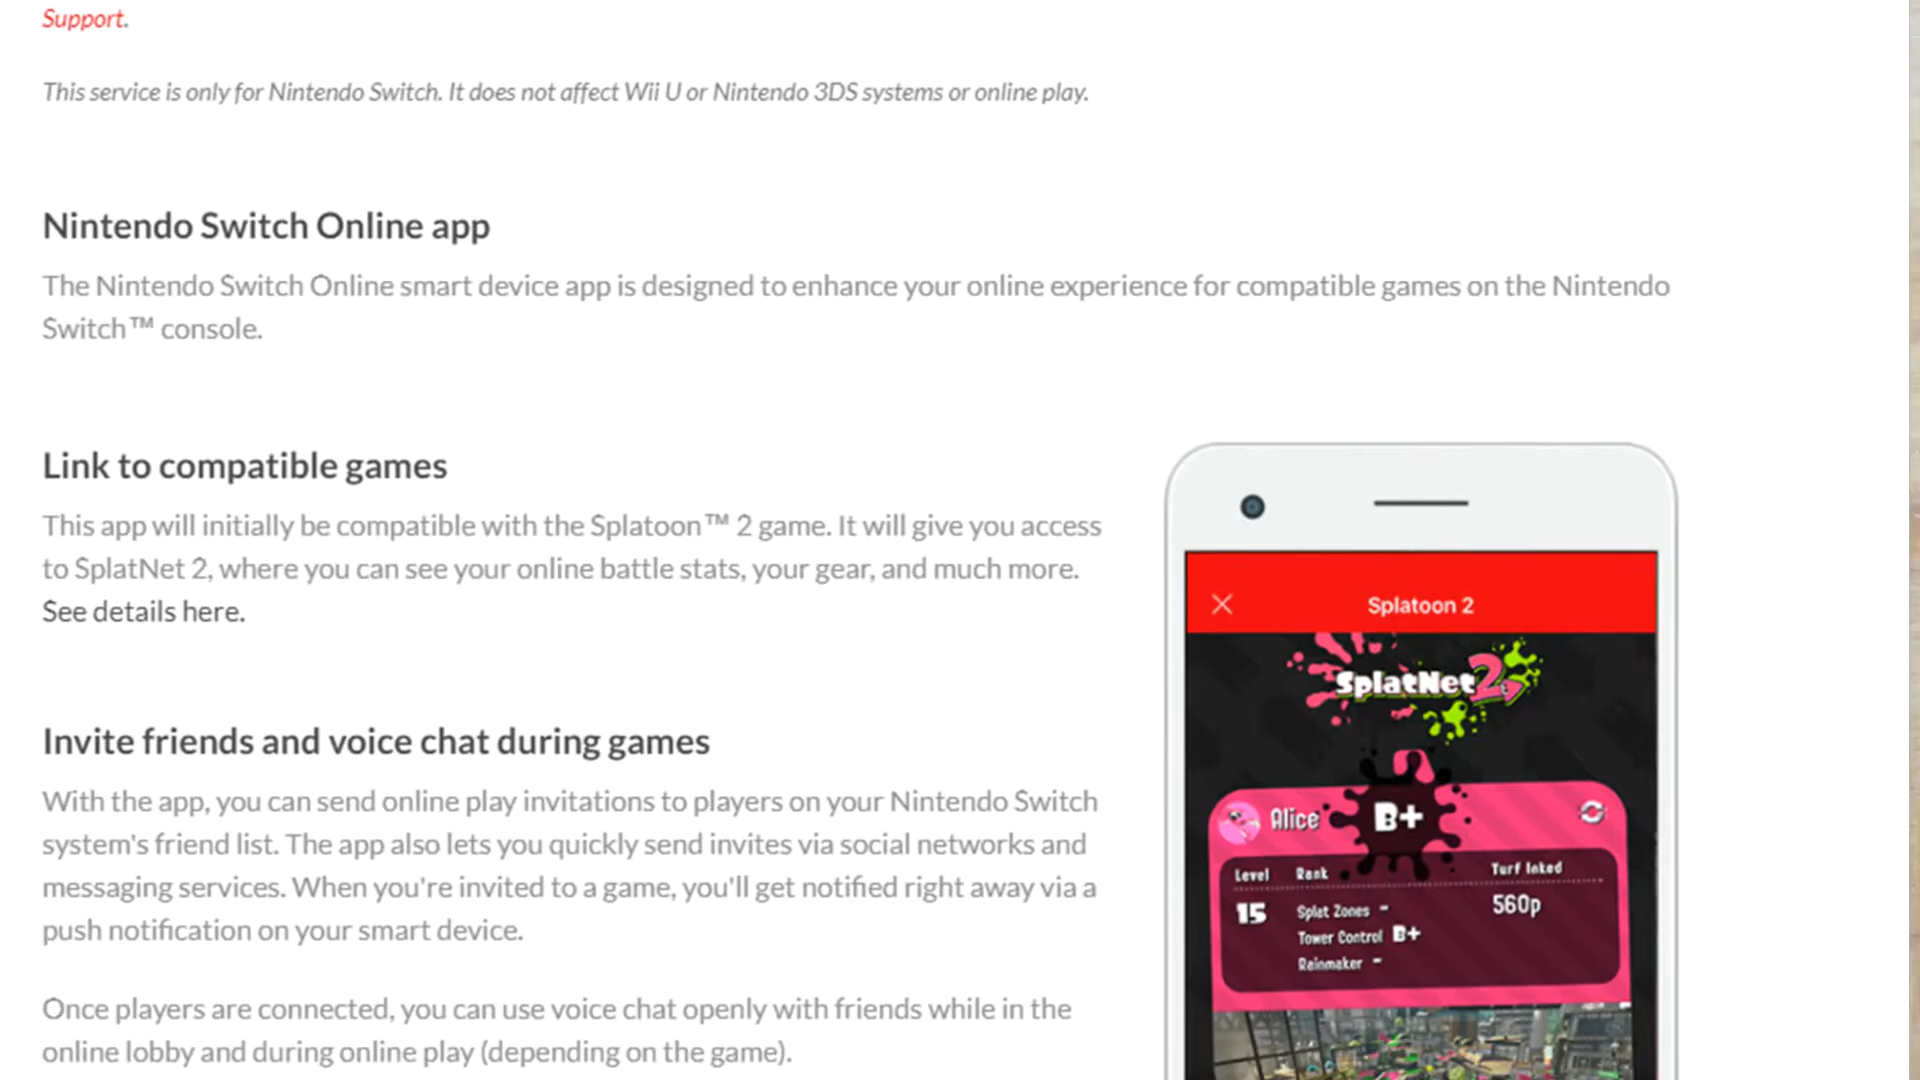 Support.
This service is only for Nintendo Switch. It does not affect Wii U or Nintendo 3DS systems or online play.
Nintendo Switch Online app
The Nintendo Switch Online smart device app is designed to enhance your online experience for compatible games on the Nintendo
Switch™ console.
Link to compatible games
This app will initially be compatible with the Splatoon™ 2 game. It will give you access
to SplatNet 2, where you can see your online battle stats, your gear, and much more.
See details here.
Invite friends and voice chat during games
With the app, you can send online play invitations to players on your Nintendo Switch
system's friend list. The app also lets you quickly send invites via social networks and
messaging services. When you're invited to a game, you'll get notified right away via a
push notification on your smart device.
Once players are connected, you can use voice chat openly with friends while in the
online lobby and during online play (depending on the game).
Splatoon 2
SplatNet 2
Alice B+
Level Rank Turf Inked
15 560p
Splat Zones -
Tower Control B+
Rainmaker -